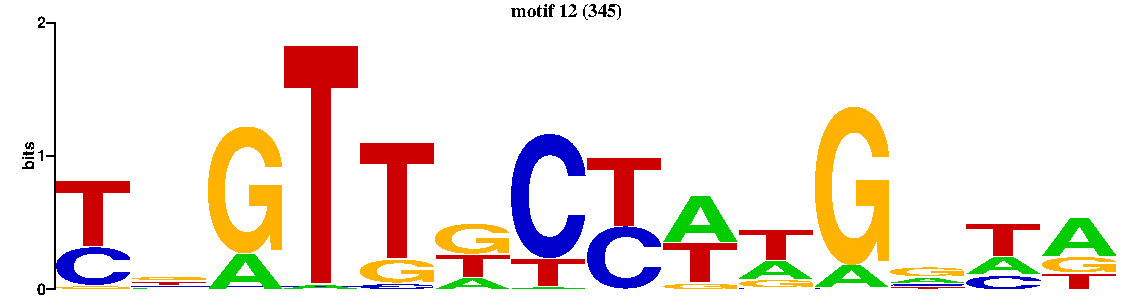 motif 12 (345)
2
bits
1
0
T G T T G C T A T G G T A
C A G T T C T A A A A G